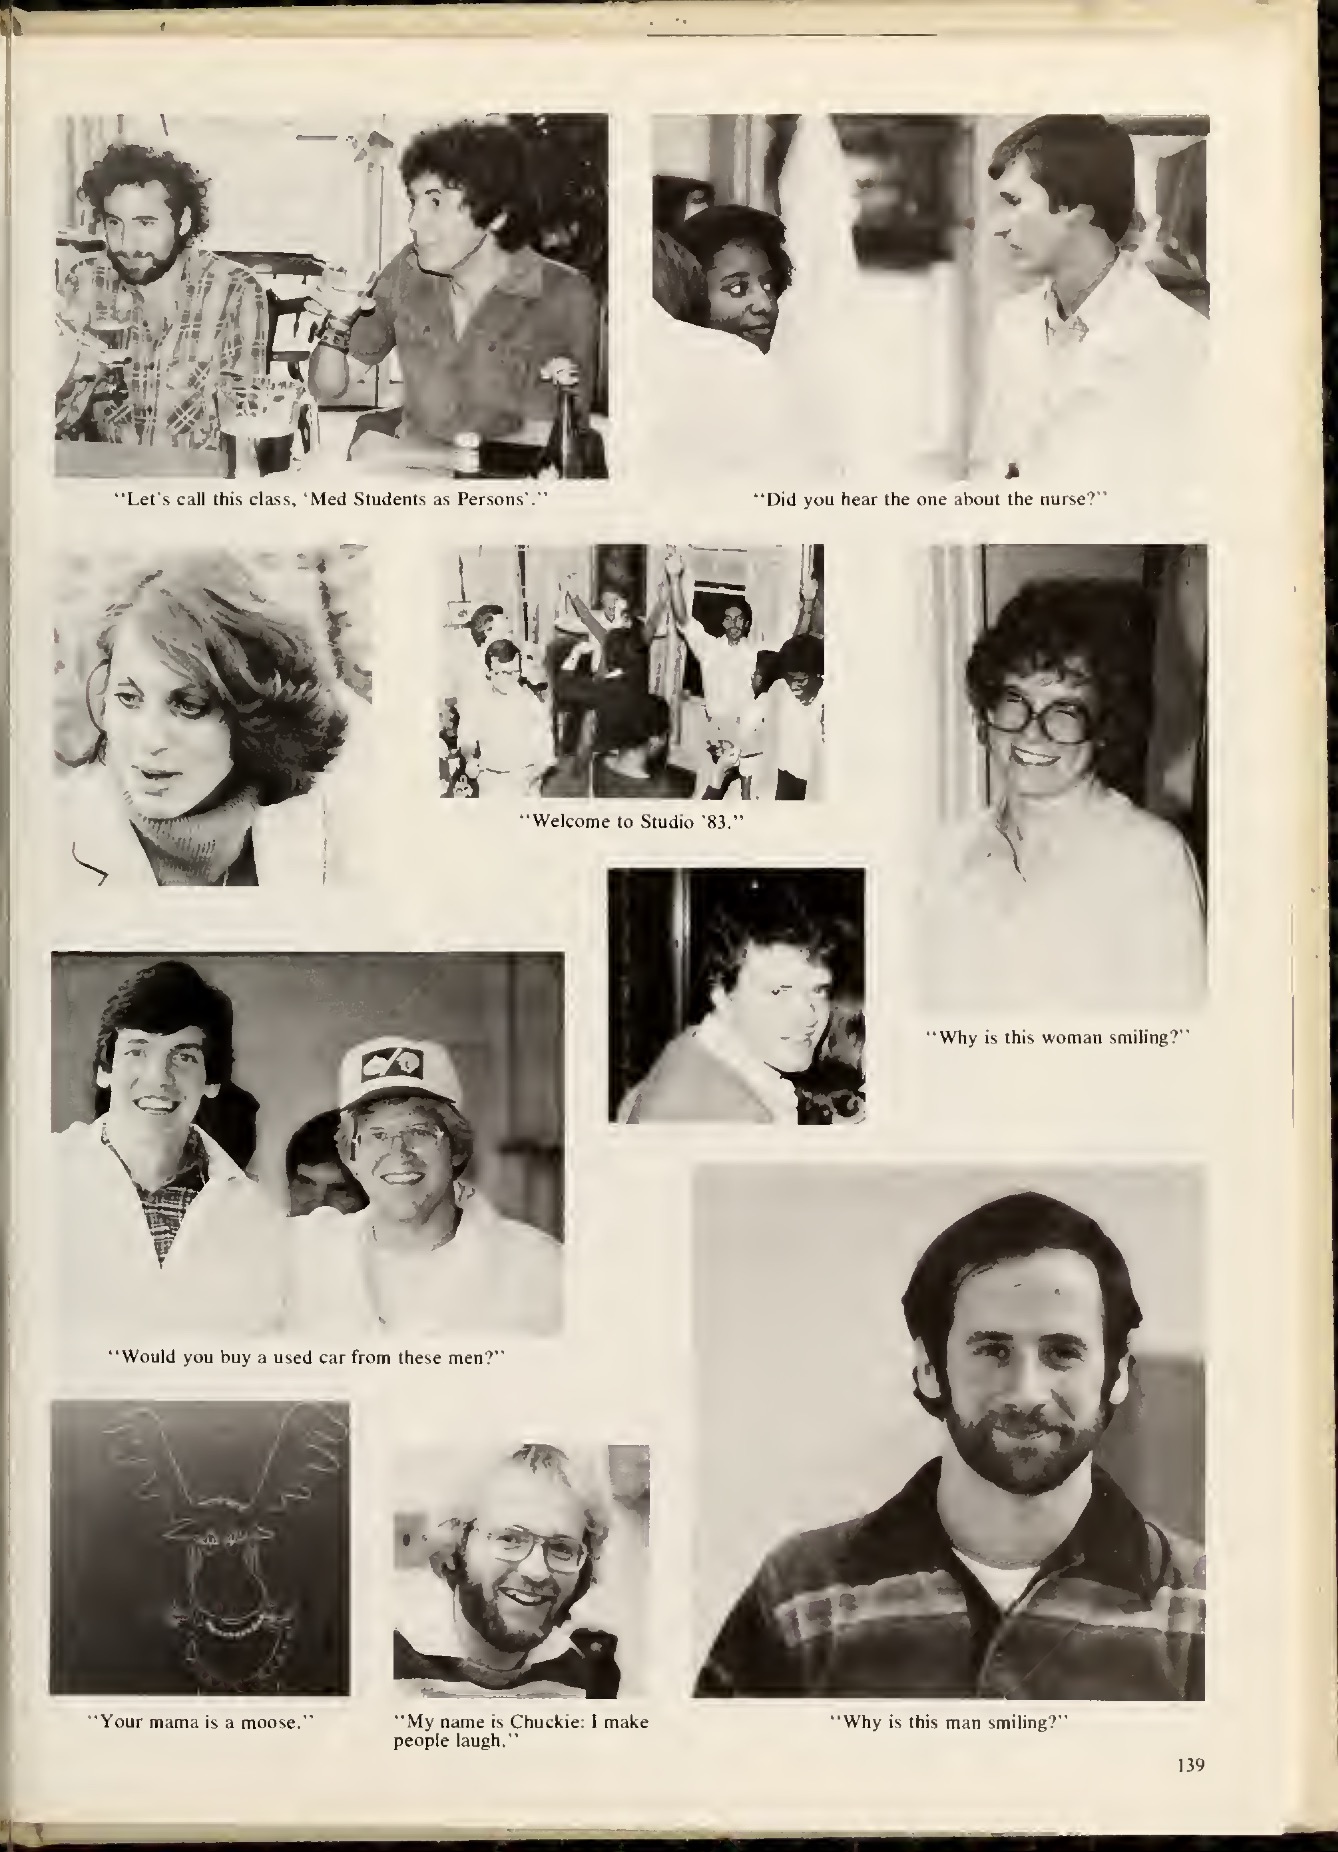 "Let's call this class, 'Med Students as Persons'."
"Did you hear the one about the nurse?"
"Welcome to Studio '83."
"Why is this woman smiling?"
"Would you buy a used car from these men?"
"Your mama is a moose."
"My name is Chuckie: I make
people laugh."
"Why is this man smiling?"
139